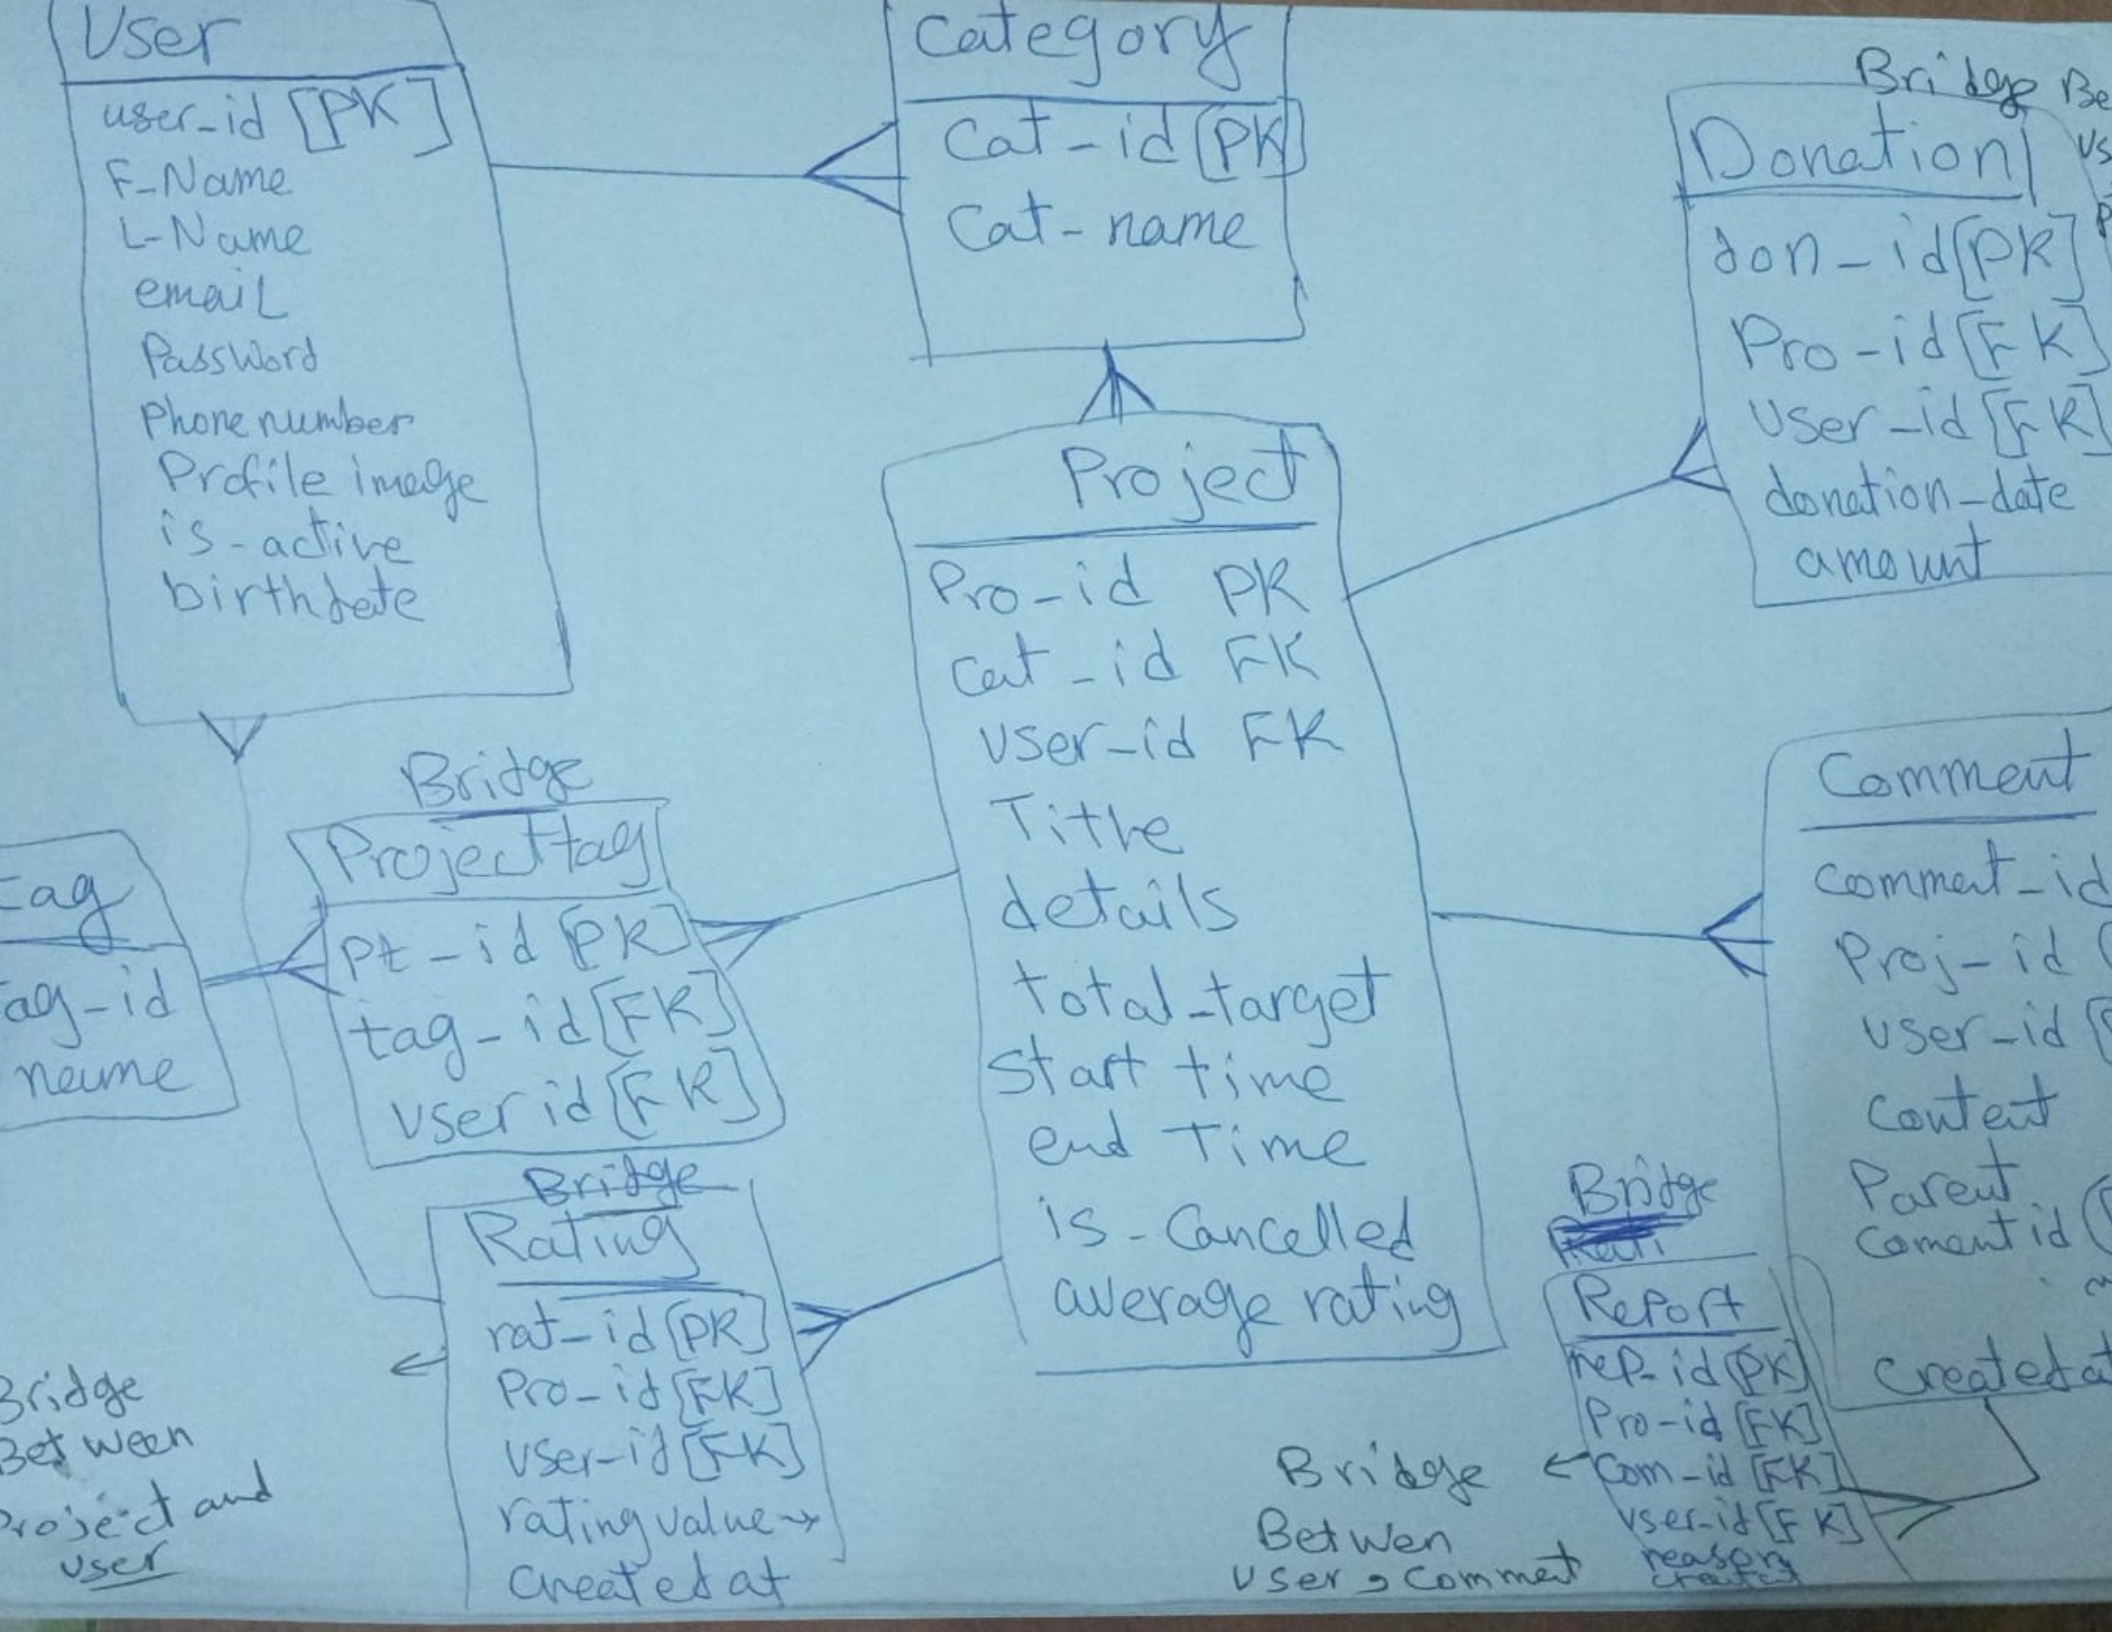 User
user-id [PK]
F-Name
L-Name
email
Password
Phone number
Profile image
is-active
birthdate
Category
Cat-id [PK]
Cat-name
Bridge Be
Us
P
Donation
don-id [PK]
Pro-id [FK]
User-id [FK]
donation-date
amount
Project
Pro-id PK
cat-id FK
User-id FK
Title
details
total-target
Start time
end Time
is-Cancelled
average rating
Comment
Comment-id
Proj-id (
User-id [
Content
Parent
Coment id (
Created at
tag
tag-id
name
Bridge
Project tag
Pt-id [PK]
tag-id [FK]
User id [FK]
Bridge
Rating
rat-id [PK]
Pro-id [FK]
User-id [FK]
rating value →
Created at
← Bridge
Between
Project and
User
Bridge
Report
rep-id (PK)
Pro-id [FK]
Com-id [FK]
User-id [FK]
reason
← Bridge
Betwen
User, Comment